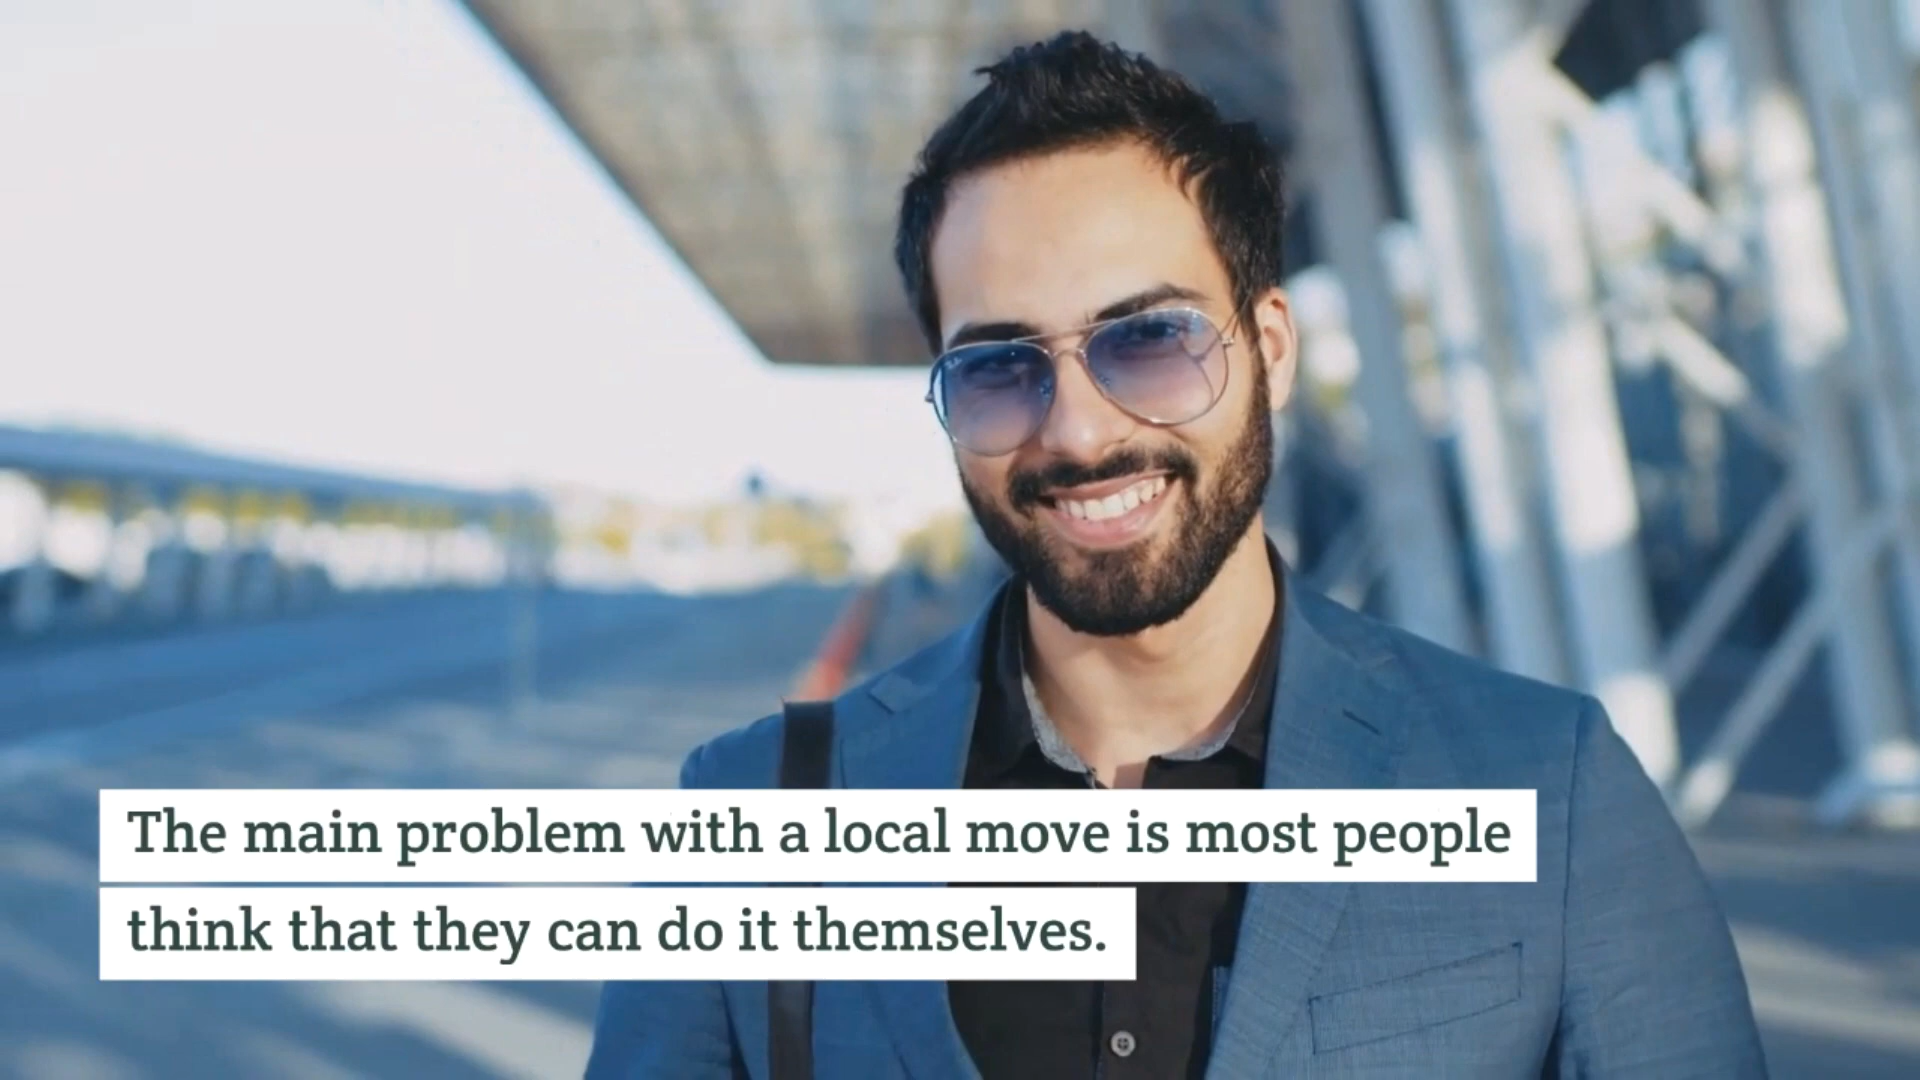 The main problem with a local move is most people
think that they can do it themselves.